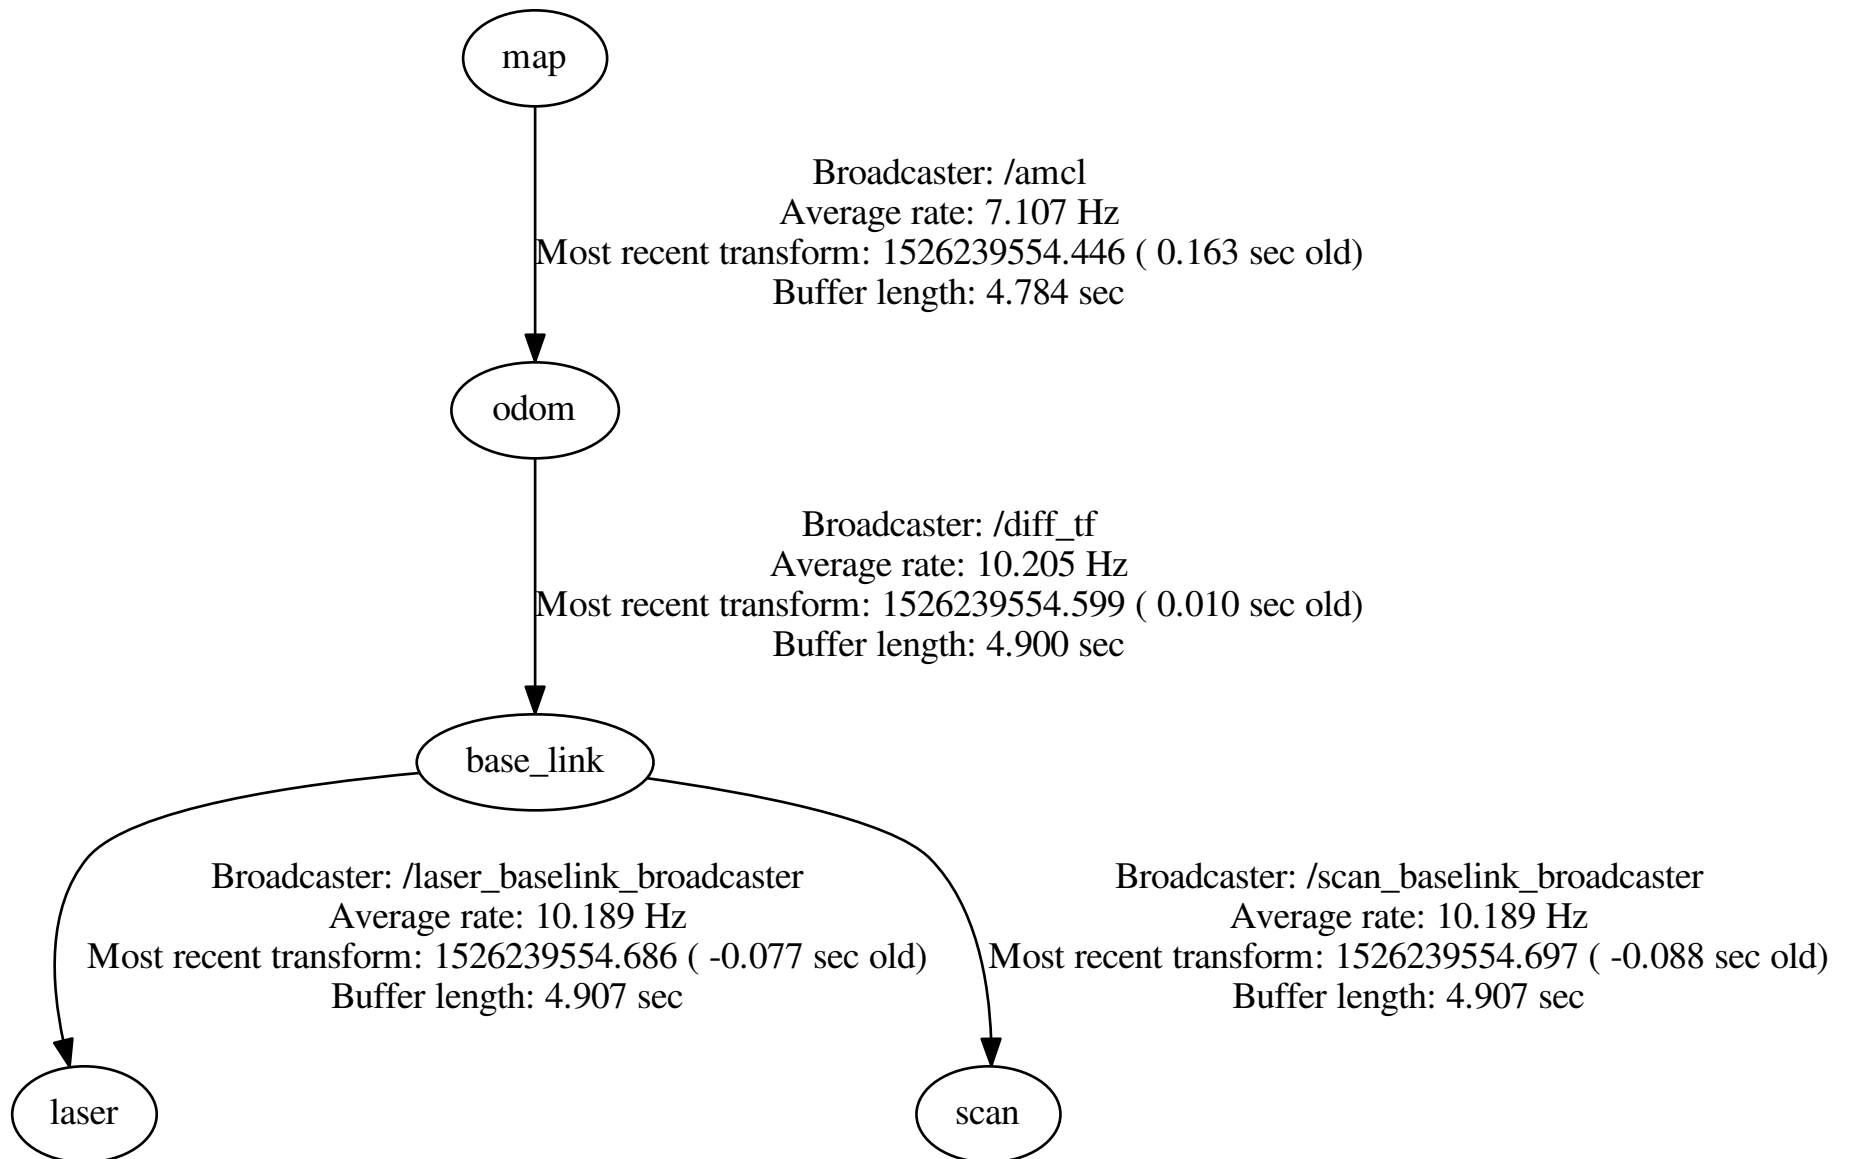 map
Broadcaster: /amcl
Average rate: 7.107 Hz
Most recent transform: 1526239554.446 ( 0.163 sec old)
Buffer length: 4.784 sec
odom
Broadcaster: /diff_tf
Average rate: 10.205 Hz
Most recent transform: 1526239554.599 ( 0.010 sec old)
Buffer length: 4.900 sec
base_link
Broadcaster: /laser_baselink_broadcaster
Average rate: 10.189 Hz
Most recent transform: 1526239554.686 ( -0.077 sec old)
Buffer length: 4.907 sec
Broadcaster: /scan_baselink_broadcaster
Average rate: 10.189 Hz
Most recent transform: 1526239554.697 ( -0.088 sec old)
Buffer length: 4.907 sec
laser
scan